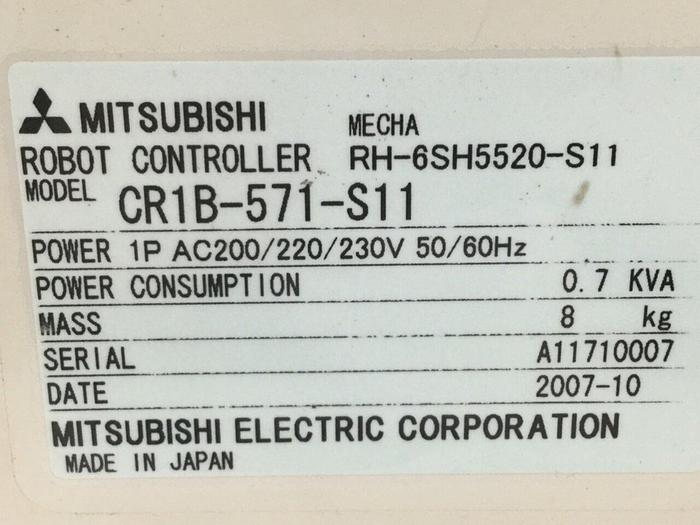 MITSUBISHI MECHA
ROBOT CONTROLLER RH-6SH5520-S11
MODEL CR1B-571-S11
POWER 1P AC200/220/230V 50/60Hz
POWER CONSUMPTION 0.7 KVA
MASS 8 kg
SERIAL A11710007
DATE 2007-10
MITSUBISHI ELECTRIC CORPORATION
MADE IN JAPAN